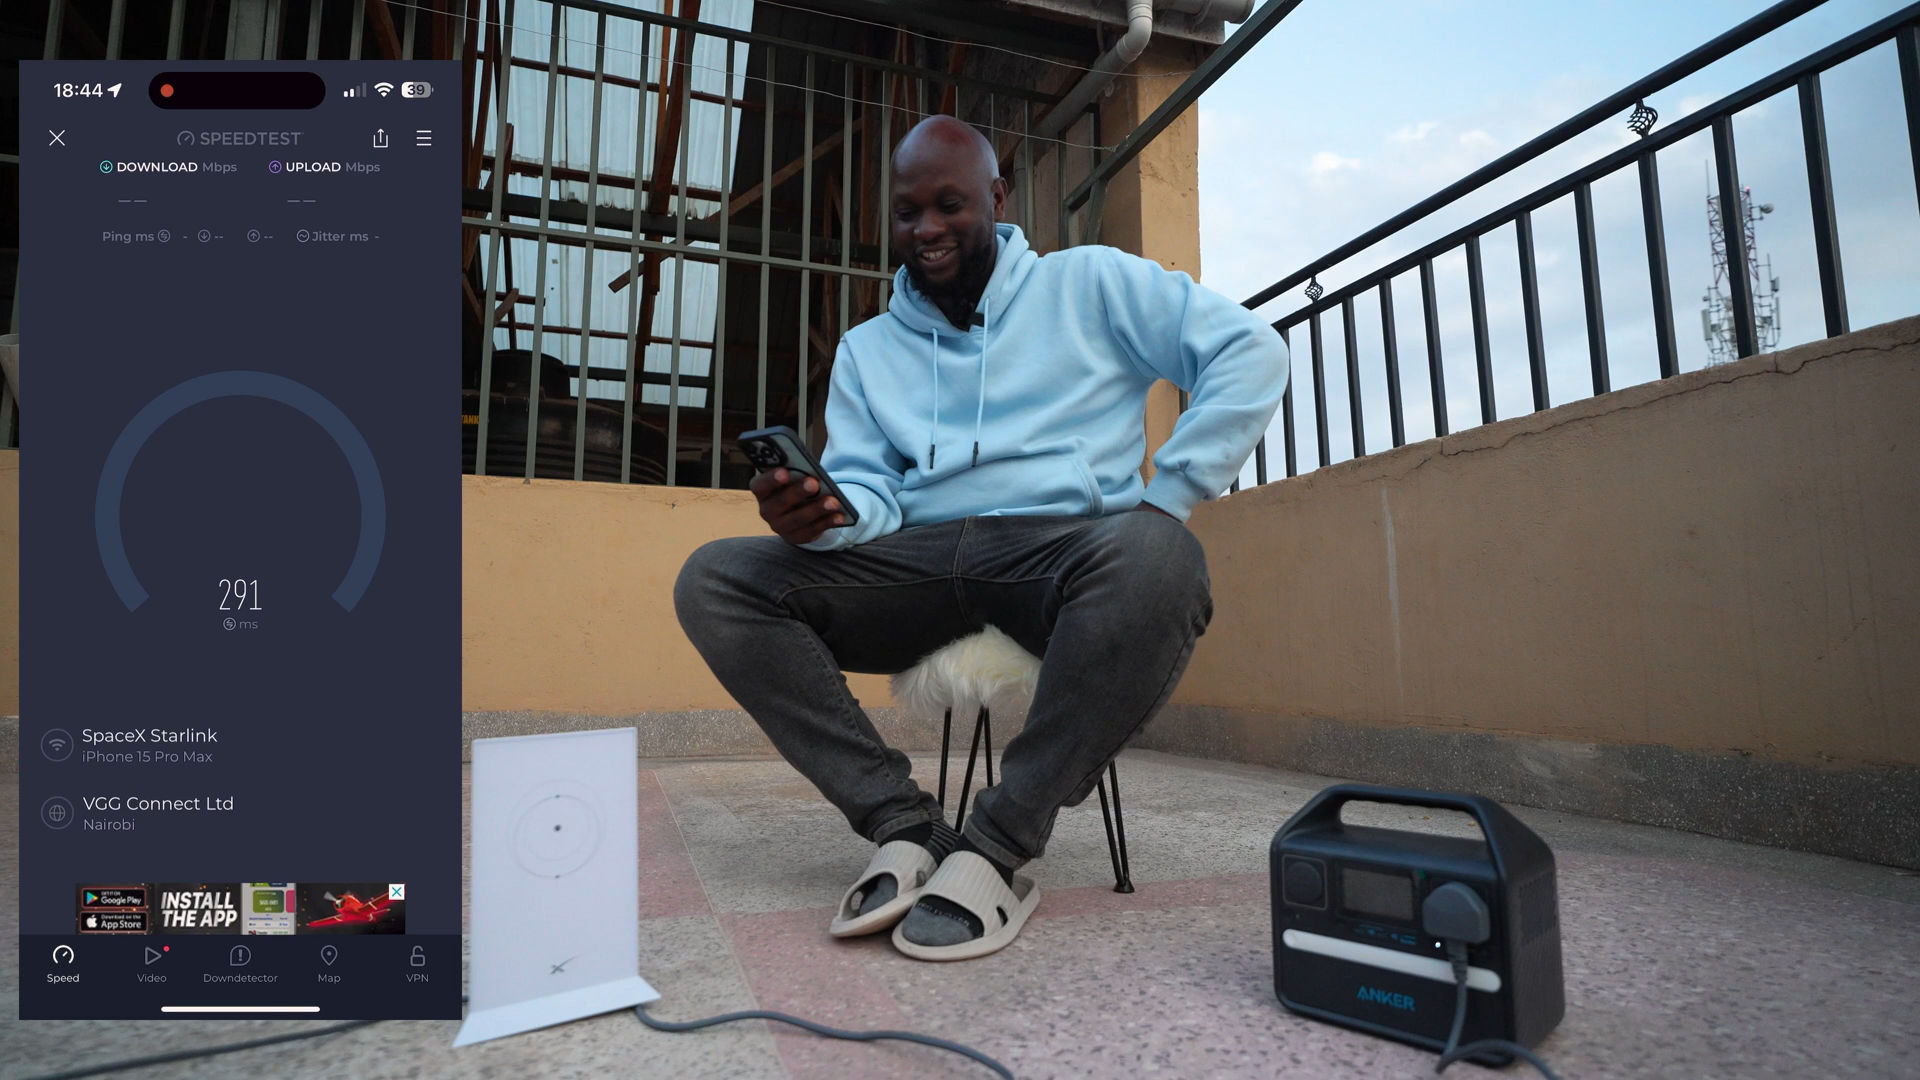 18:44
39
SPEEDTEST
DOWNLOAD Mbps
UPLOAD Mbps
Ping ms - -- -- Jitter ms -
291
ms
SpaceX Starlink
iPhone 15 Pro Max
VGG Connect Ltd
Nairobi
Google Play
App Store
INSTALL
THE APP
Speed
Video
Downdetector
Map
VPN
ANKER